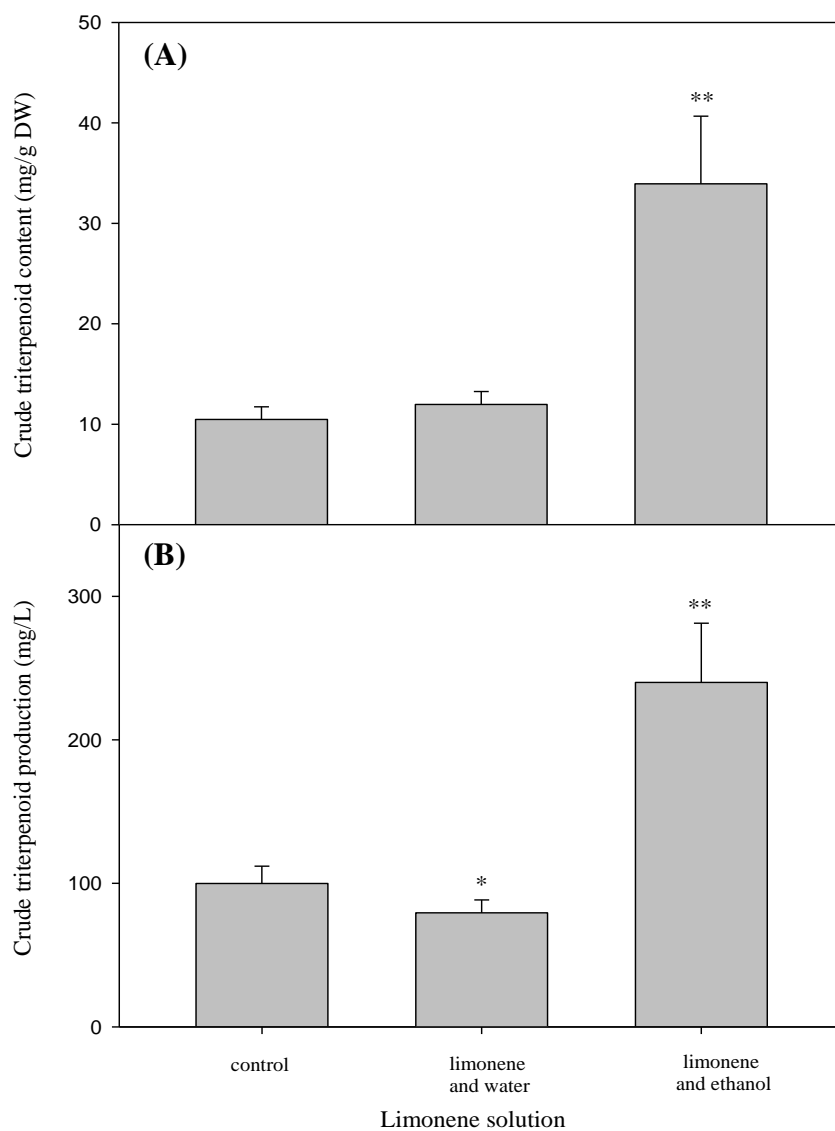 50
(A)
**
40
30
20
10
0
Crude triterpenoid content (mg/g DW)
(B)
**
300
200
*
100
0
Crude triterpenoid production (mg/L)
control
limonene
and water
limonene
and ethanol
Limonene solution